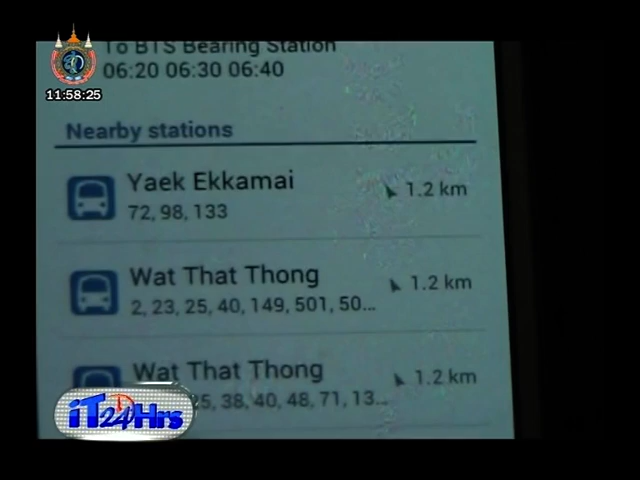 To BTS Bearing Station
06:20 06:30 06:40
11:58:25
Nearby stations
Yaek Ekkamai
1.2 km
72, 98, 133
Wat That Thong
1.2 km
2, 23, 25, 40, 149, 501, 50...
Wat That Thong
1.2 km
25, 38, 40, 48, 71, 13...
iT24Hrs